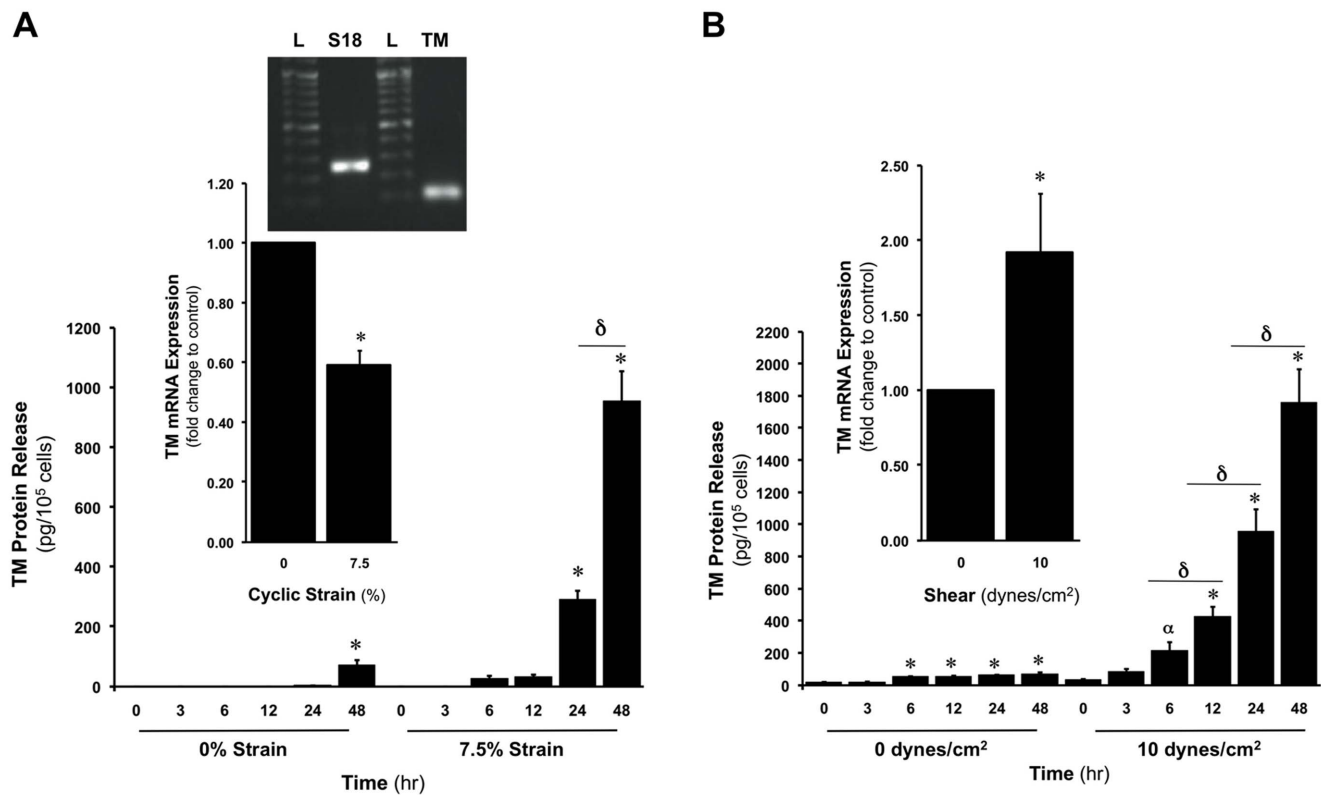 A
L S18 L TM
1.20
1.00
0.80
0.60
0.40
0.20
0.00
TM mRNA Expression
(fold change to control)
*
0 7.5
Cyclic Strain (%)
1200
1000
800
600
400
200
0
TM Protein Release
(pg/10⁵ cells)
δ
*
*
*
0 3 6 12 24 48 0 3 6 12 24 48
0% Strain 7.5% Strain
Time (hr)
B
2.50
2.00
1.50
1.00
0.50
0.00
TM mRNA Expression
(fold change to control)
*
0 10
Shear (dynes/cm²)
2200
2000
1800
1600
1400
1200
1000
800
600
400
200
0
TM Protein Release
(pg/10⁵ cells)
δ
*
δ
*
δ
*
α
* * * *
0 3 6 12 24 48 0 3 6 12 24 48
0 dynes/cm² 10 dynes/cm²
Time (hr)